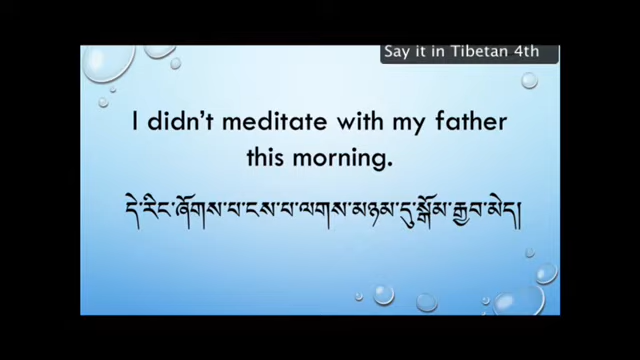 Say it in Tibetan 4th
I didn't meditate with my father
this morning.
དེ་རིང་ཞོགས་པ་ངས་པ་ལགས་མཉམ་དུ་སྒོམ་རྒྱབ་མེད།